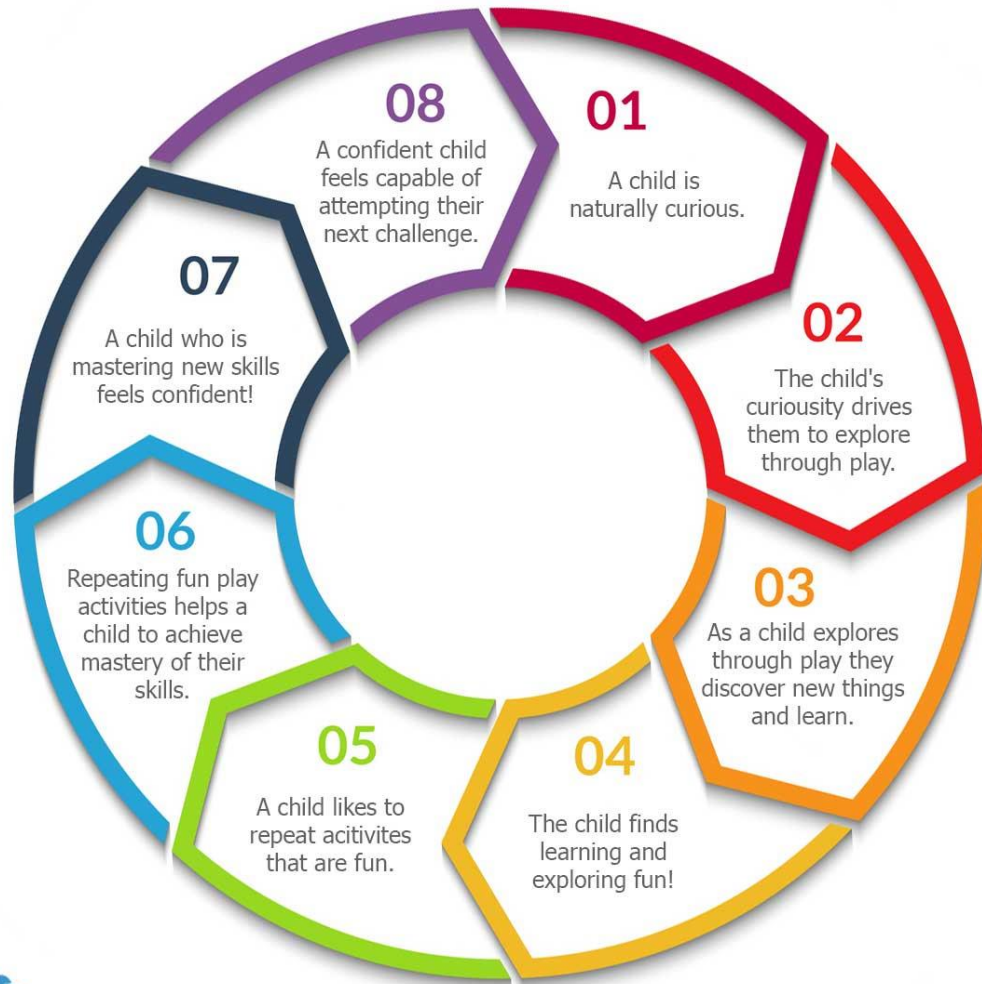 01
A child is
naturally curious.
02
The child's
curiousity drives
them to explore
through play.
03
As a child explores
through play they
discover new things
and learn.
04
The child finds
learning and
exploring fun!
05
A child likes to
repeat acitivites
that are fun.
06
Repeating fun play
activities helps a
child to achieve
mastery of their
skills.
07
A child who is
mastering new skills
feels confident!
08
A confident child
feels capable of
attempting their
next challenge.